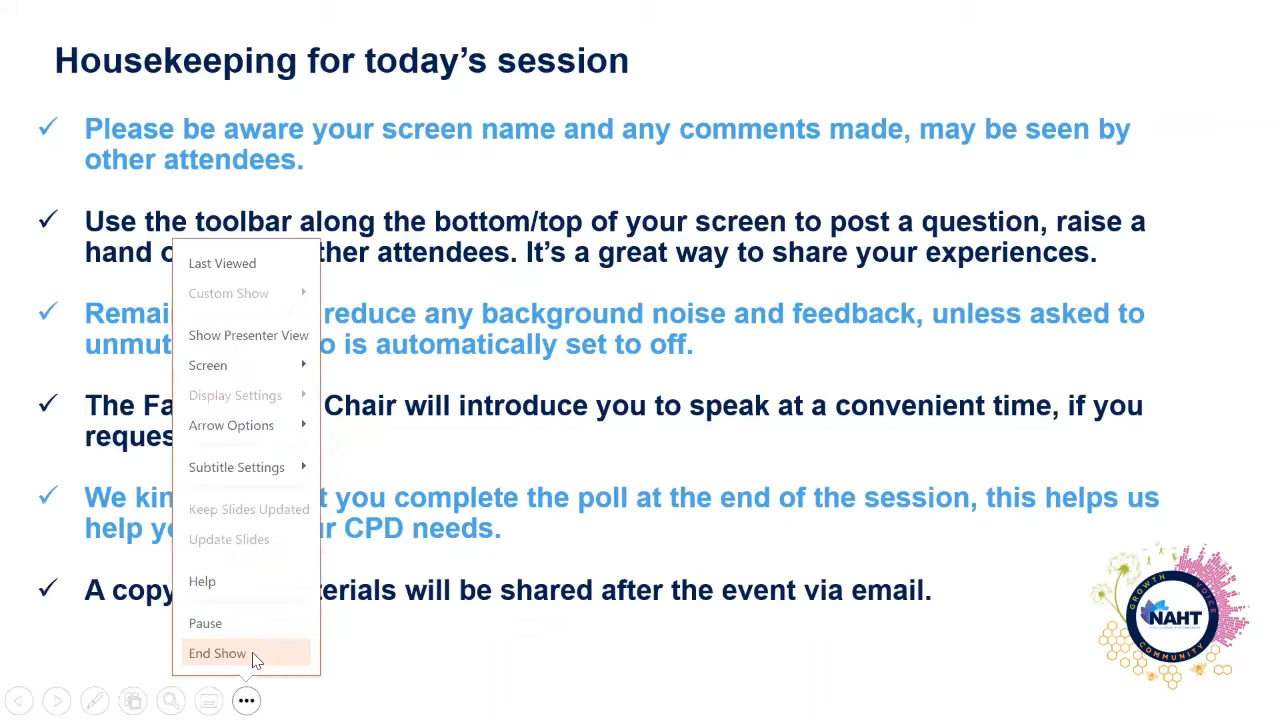 Housekeeping for today's session
✓ Please be aware your screen name and any comments made, may be seen by
other attendees.
✓ Use the toolbar along the bottom/top of your screen to post a question, raise a
hand ther attendees. It's a great way to share your experiences.
✓ reduce any background noise and feedback, unless asked to
is automatically set to off.
✓ The Chair will introduce you to speak at a convenient time, if you
✓ We you complete the poll at the end of the session, this helps us
help CPD needs.
✓ A copy will be shared after the event via email.
Last Viewed
Custom Show
Show Presenter View
Screen
Display Settings
Arrow Options
Subtitle Settings
Keep Slides Updated
Update Slides
Help
Pause
End Show
GROWTH
VOICE
NAHT
COMMUNITY